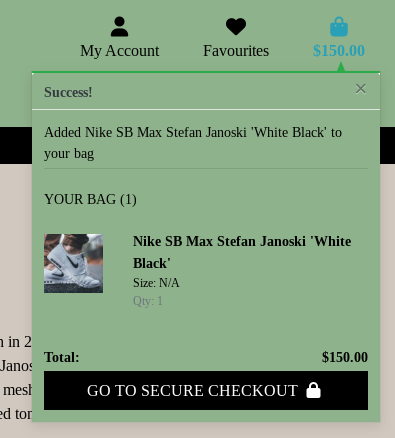 My Account
Favourites
$150.00
Success!
×
Added Nike SB Max Stefan Janoski 'White Black' to
your bag
YOUR BAG (1)
Nike SB Max Stefan Janoski 'White
Black'
Size: N/A
Qty: 1
n in 2
Total: $150.00
Janos
GO TO SECURE CHECKOUT
mesh
ed tor